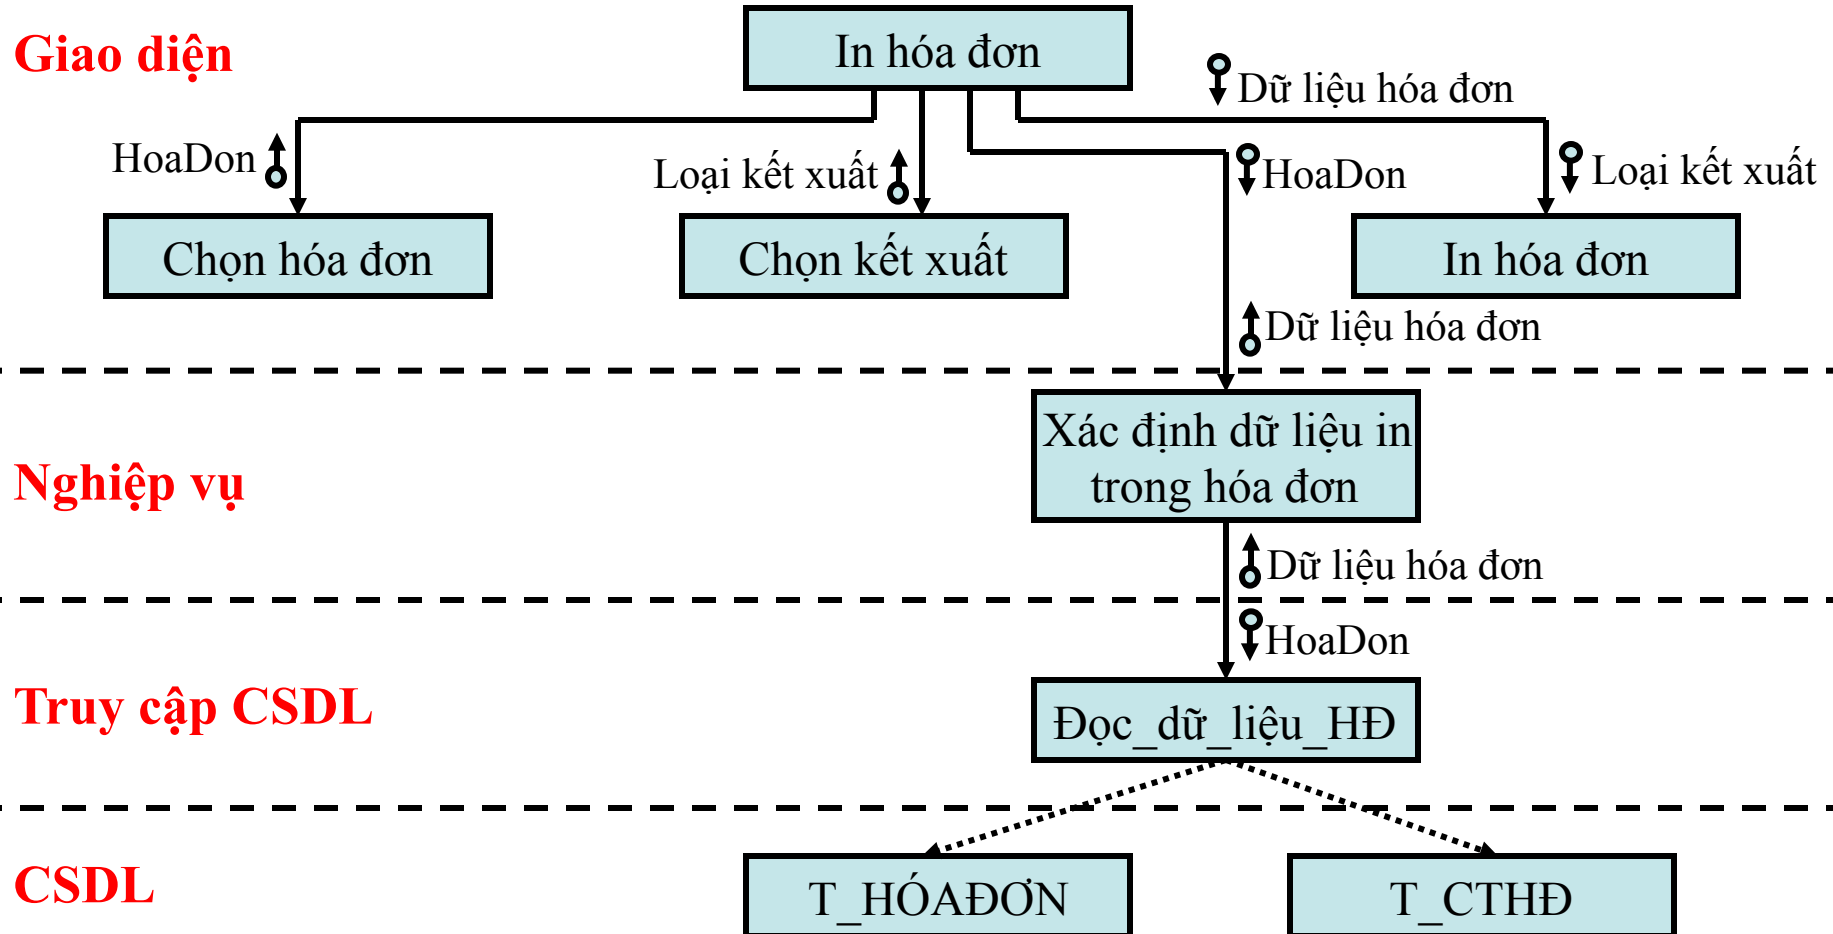 Giao diện
In hóa đơn
Dữ liệu hóa đơn
HoaDon
Loại kết xuất
HoaDon
Loại kết xuất
Chọn hóa đơn
Chọn kết xuất
In hóa đơn
Dữ liệu hóa đơn
Nghiệp vụ
Xác định dữ liệu in
trong hóa đơn
Dữ liệu hóa đơn
HoaDon
Truy cập CSDL
Đọc_dữ_liệu_HĐ
CSDL
T_HÓAĐƠN
T_CTHĐ